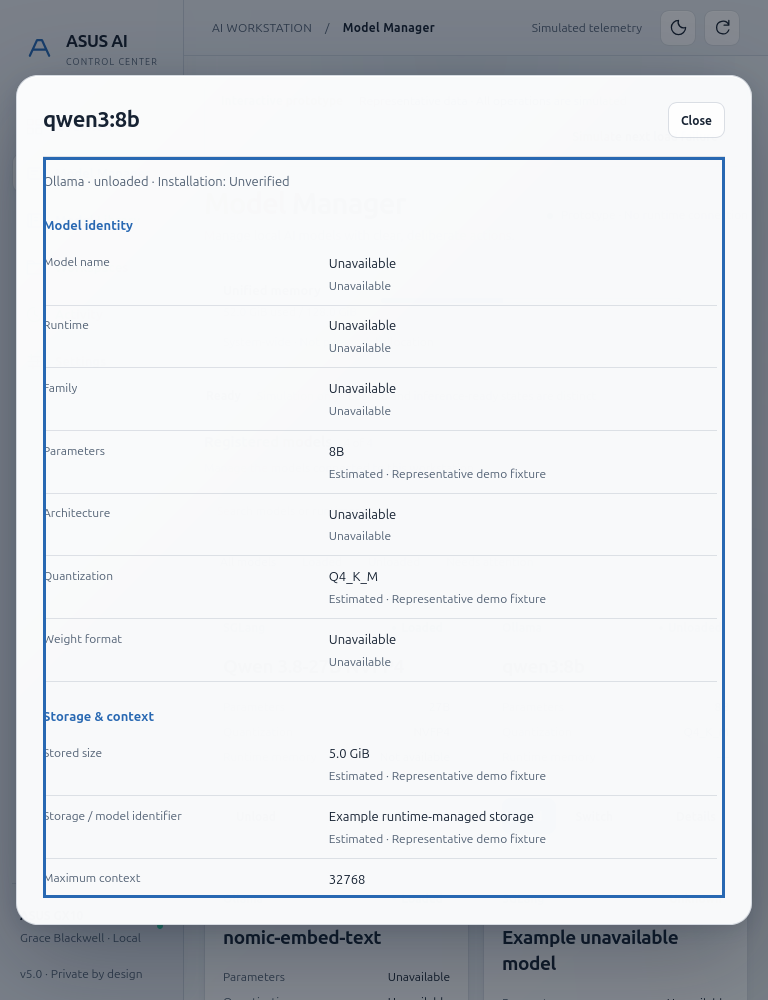 ASUS AI
CONTROL CENTER
AI WORKSTATION / Model Manager
Simulated telemetry
qwen3:8b
Close
Ollama · unloaded · Installation: Unverified
Model Manager
Model identity
Model name
Unavailable
Unavailable
Runtime
Unavailable
Unavailable
Family
Unavailable
Unavailable
Parameters
8B
Estimated · Representative demo fixture
Architecture
Unavailable
Unavailable
Quantization
Q4_K_M
Estimated · Representative demo fixture
Weight format
Unavailable
Unavailable
Storage & context
Stored size
5.0 GiB
Estimated · Representative demo fixture
Storage / model identifier
Example runtime-managed storage
Estimated · Representative demo fixture
Maximum context
32768
Grace Blackwell · Local
v5.0 · Private by design
nomic-embed-text
Parameters
Unavailable
Example unavailable
model